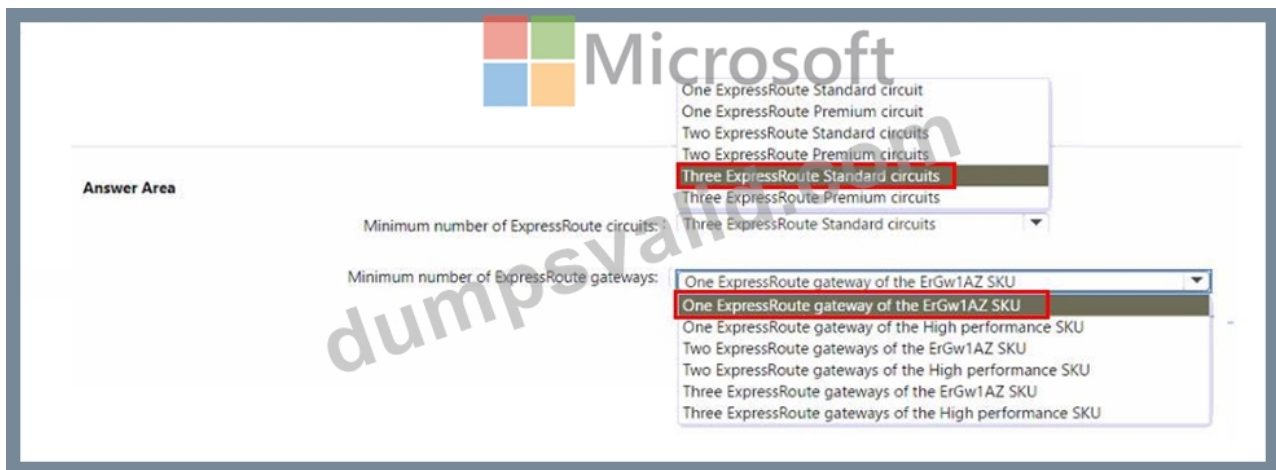 Microsoft
One ExpressRoute Standard circuit
One ExpressRoute Premium circuit
Two ExpressRoute Standard circuits
Two ExpressRoute Premium circuits
Three ExpressRoute Standard circuits
Three ExpressRoute Premium circuits
Answer Area
Minimum number of ExpressRoute circuits: Three ExpressRoute Standard circuits
Minimum number of ExpressRoute gateways: One ExpressRoute gateway of the ErGw1AZ SKU
One ExpressRoute gateway of the ErGw1AZ SKU
One ExpressRoute gateway of the High performance SKU
Two ExpressRoute gateways of the ErGw1AZ SKU
Two ExpressRoute gateways of the High performance SKU
Three ExpressRoute gateways of the ErGw1AZ SKU
Three ExpressRoute gateways of the High performance SKU
dumpsvalid.com